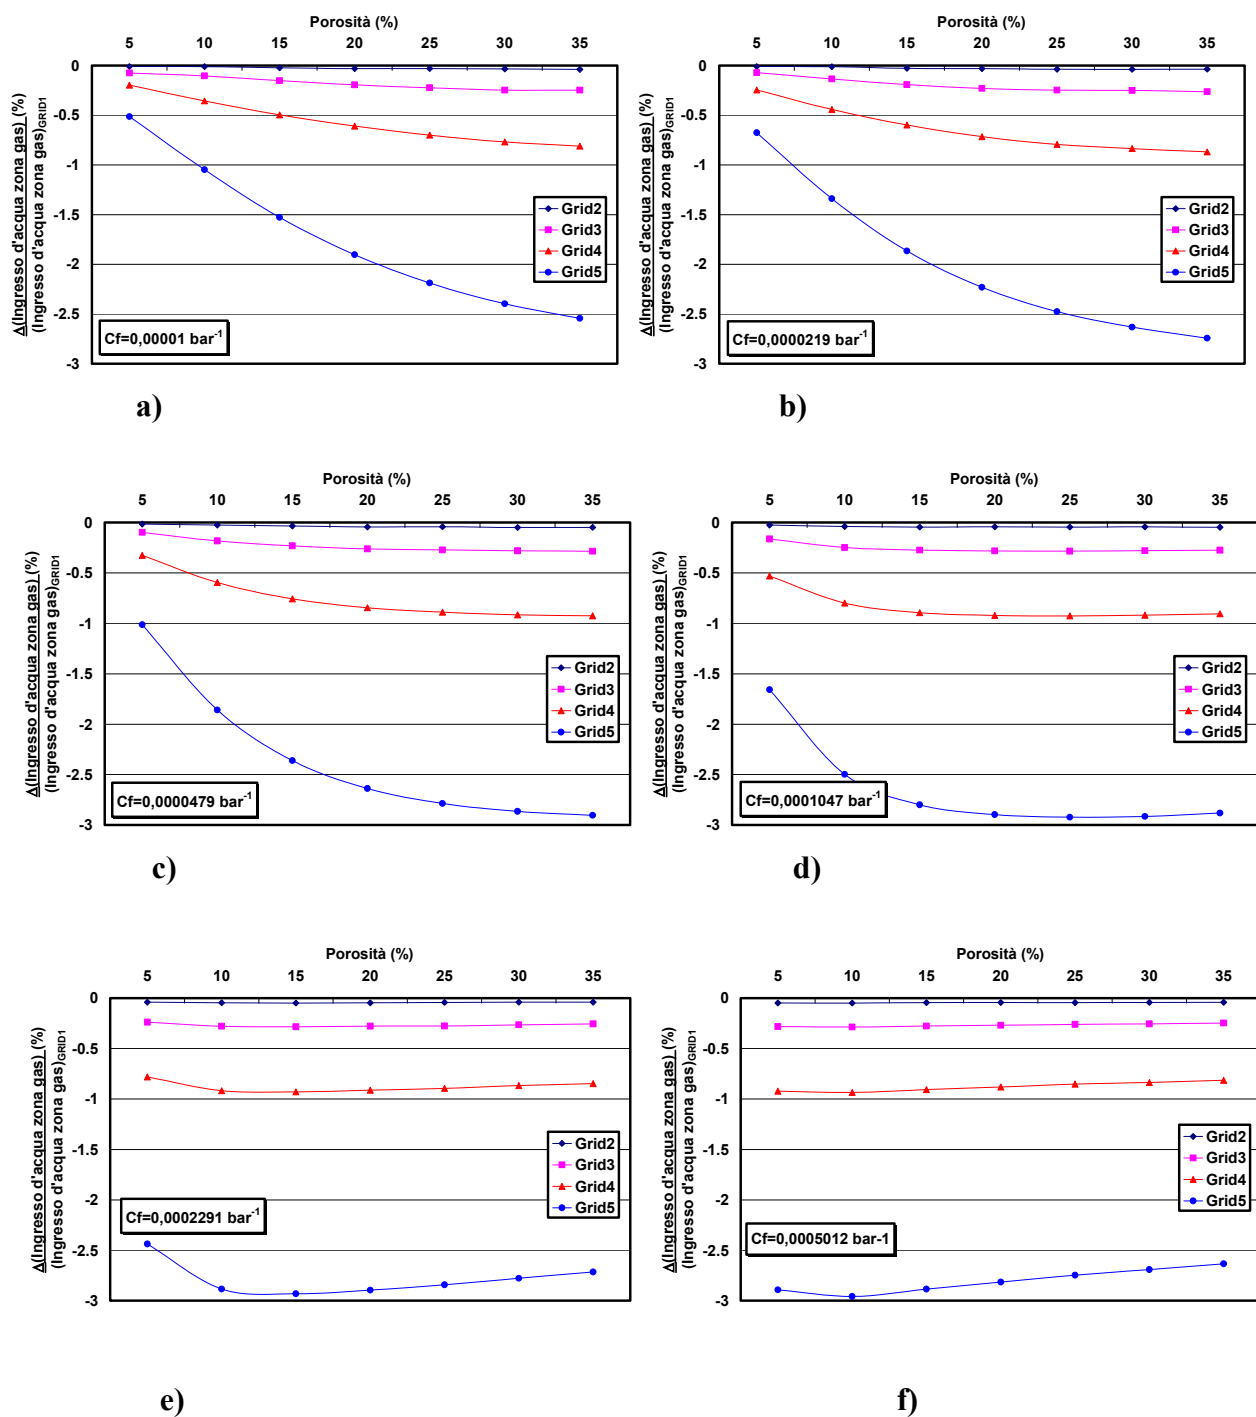 Porosità (%)
5 10 15 20 25 30 35
0
-0.5
-1
-1.5
-2
-2.5
-3
Δ(Ingresso d'acqua zona gas) (%)
(Ingresso d'acqua zona gas)GRID1
Grid2
Grid3
Grid4
Grid5
Cf=0,00001 bar-1
a)
Porosità (%)
5 10 15 20 25 30 35
0
-0.5
-1
-1.5
-2
-2.5
-3
Δ(Ingresso d'acqua zona gas) (%)
(Ingresso d'acqua zona gas)GRID1
Grid2
Grid3
Grid4
Grid5
Cf=0,0000219 bar-1
b)
Porosità (%)
5 10 15 20 25 30 35
0
-0.5
-1
-1.5
-2
-2.5
-3
Δ(Ingresso d'acqua zona gas) (%)
(Ingresso d'acqua zona gas)GRID1
Grid2
Grid3
Grid4
Grid5
Cf=0,0000479 bar-1
c)
Porosità (%)
5 10 15 20 25 30 35
0
-0.5
-1
-1.5
-2
-2.5
-3
Δ(Ingresso d'acqua zona gas) (%)
(Ingresso d'acqua zona gas)GRID1
Grid2
Grid3
Grid4
Grid5
Cf=0,0001047 bar-1
d)
Porosità (%)
5 10 15 20 25 30 35
0
-0.5
-1
-1.5
-2
-2.5
-3
Δ(Ingresso d'acqua zona gas) (%)
(Ingresso d'acqua zona gas)GRID1
Grid2
Grid3
Grid4
Grid5
Cf=0,0002291 bar-1
e)
Porosità (%)
5 10 15 20 25 30 35
0
-0.5
-1
-1.5
-2
-2.5
-3
Δ(Ingresso d'acqua zona gas) (%)
(Ingresso d'acqua zona gas)GRID1
Grid2
Grid3
Grid4
Grid5
Cf=0,0005012 bar-1
f)